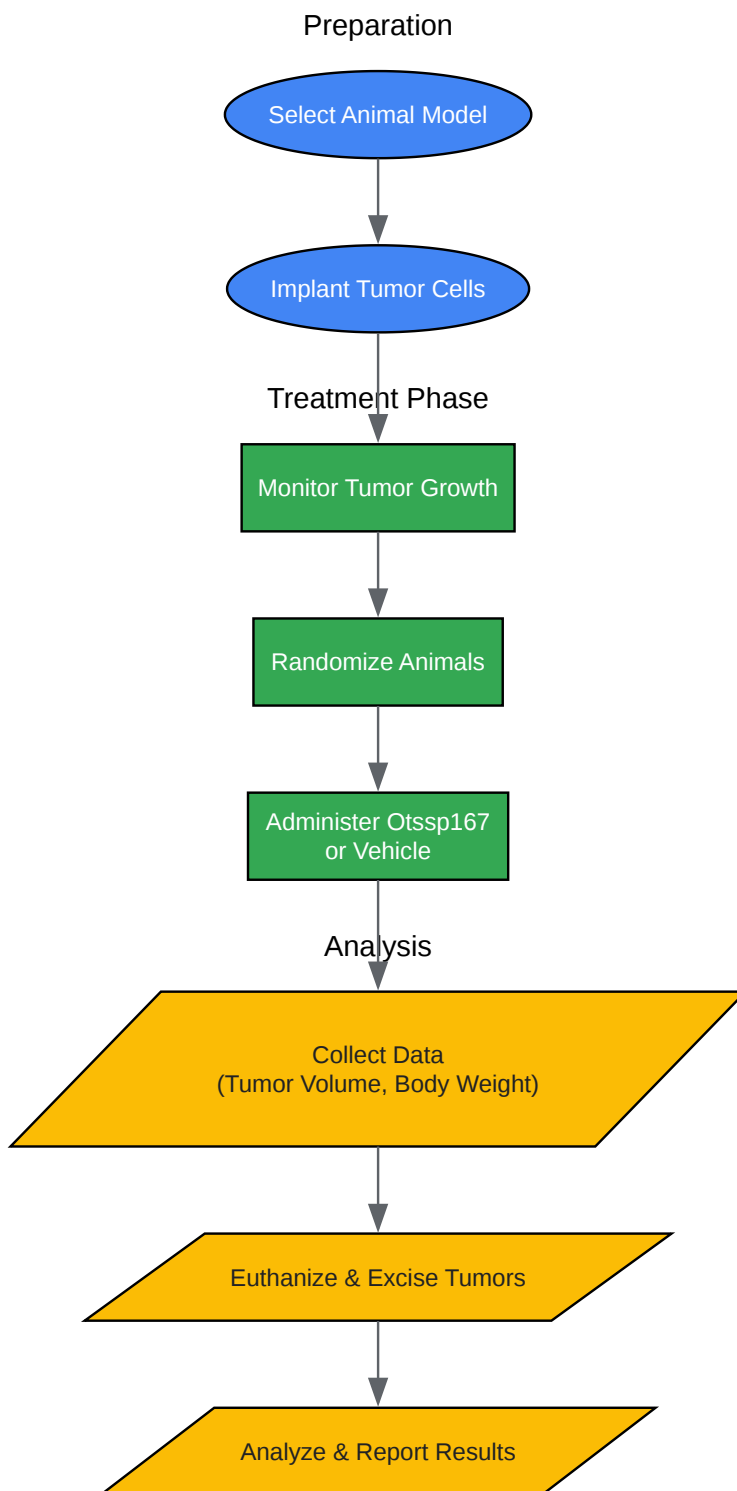 Preparation
Select Animal Model
Implant Tumor Cells
Treatment Phase
Monitor Tumor Growth
Randomize Animals
Administer Otssp167
or Vehicle
Analysis
Collect Data
(Tumor Volume, Body Weight)
Euthanize & Excise Tumors
Analyze & Report Results